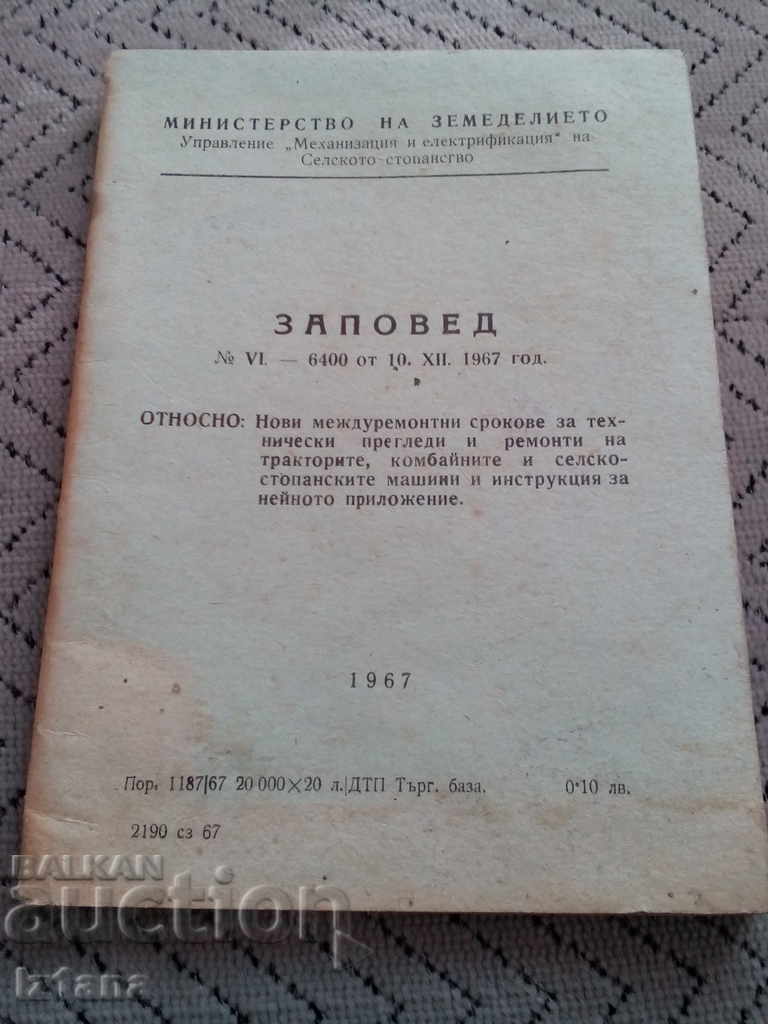 МИНИСТЕРСТВО НА ЗЕМЕДЕЛИЕТО
Управление „Механизация и електрификация" на
Селското-стопанство
ЗАПОВЕД
№ VI. — 6400 от 10. XII. 1967 год.
ОТНОСНО: Нови междуремонтни срокове за тех-
нически прегледи и ремонти на
тракторите, комбайните и селско-
стопанските машини и инструкция за
нейното приложение.
1967
Пор. 1187/67 20 000×20 л./ДТП Търг. база. 0·10 лв.
2190 сз 67
BALKAN
auction
iztana